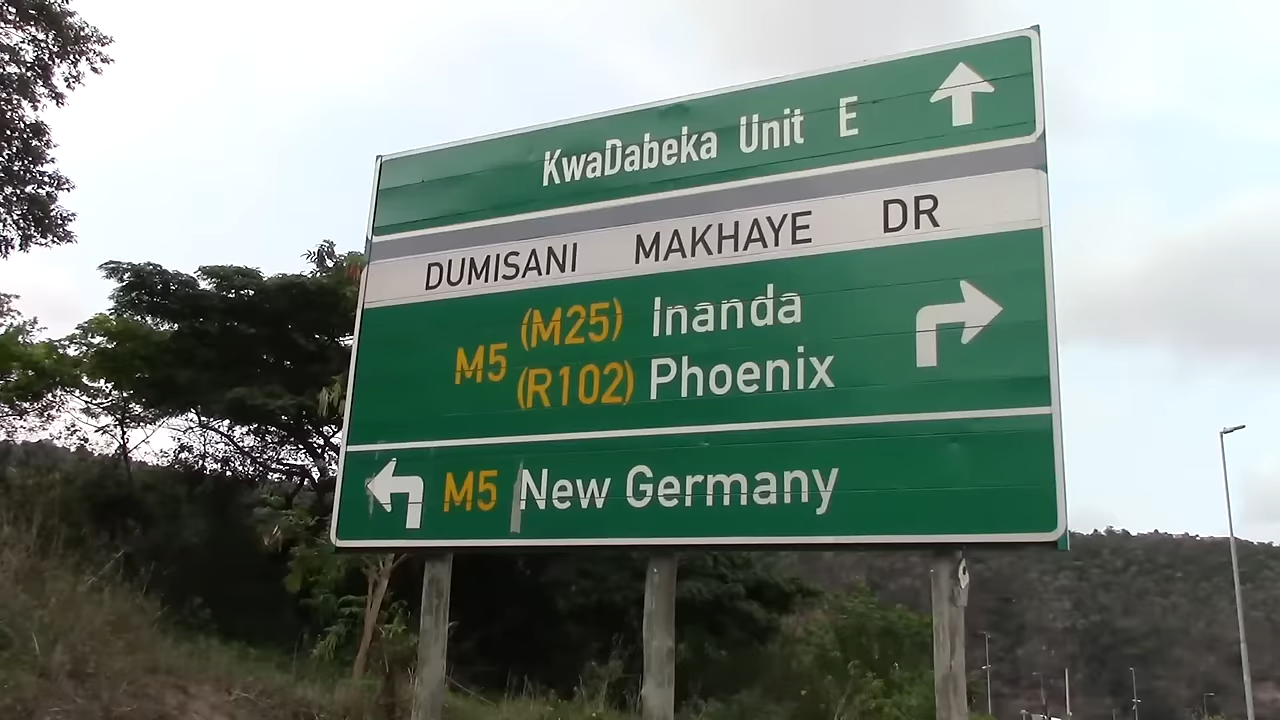 KwaDabeka Unit E
DUMISANI MAKHAYE DR
M5 (M25) Inanda
(R102) Phoenix
M5 New Germany